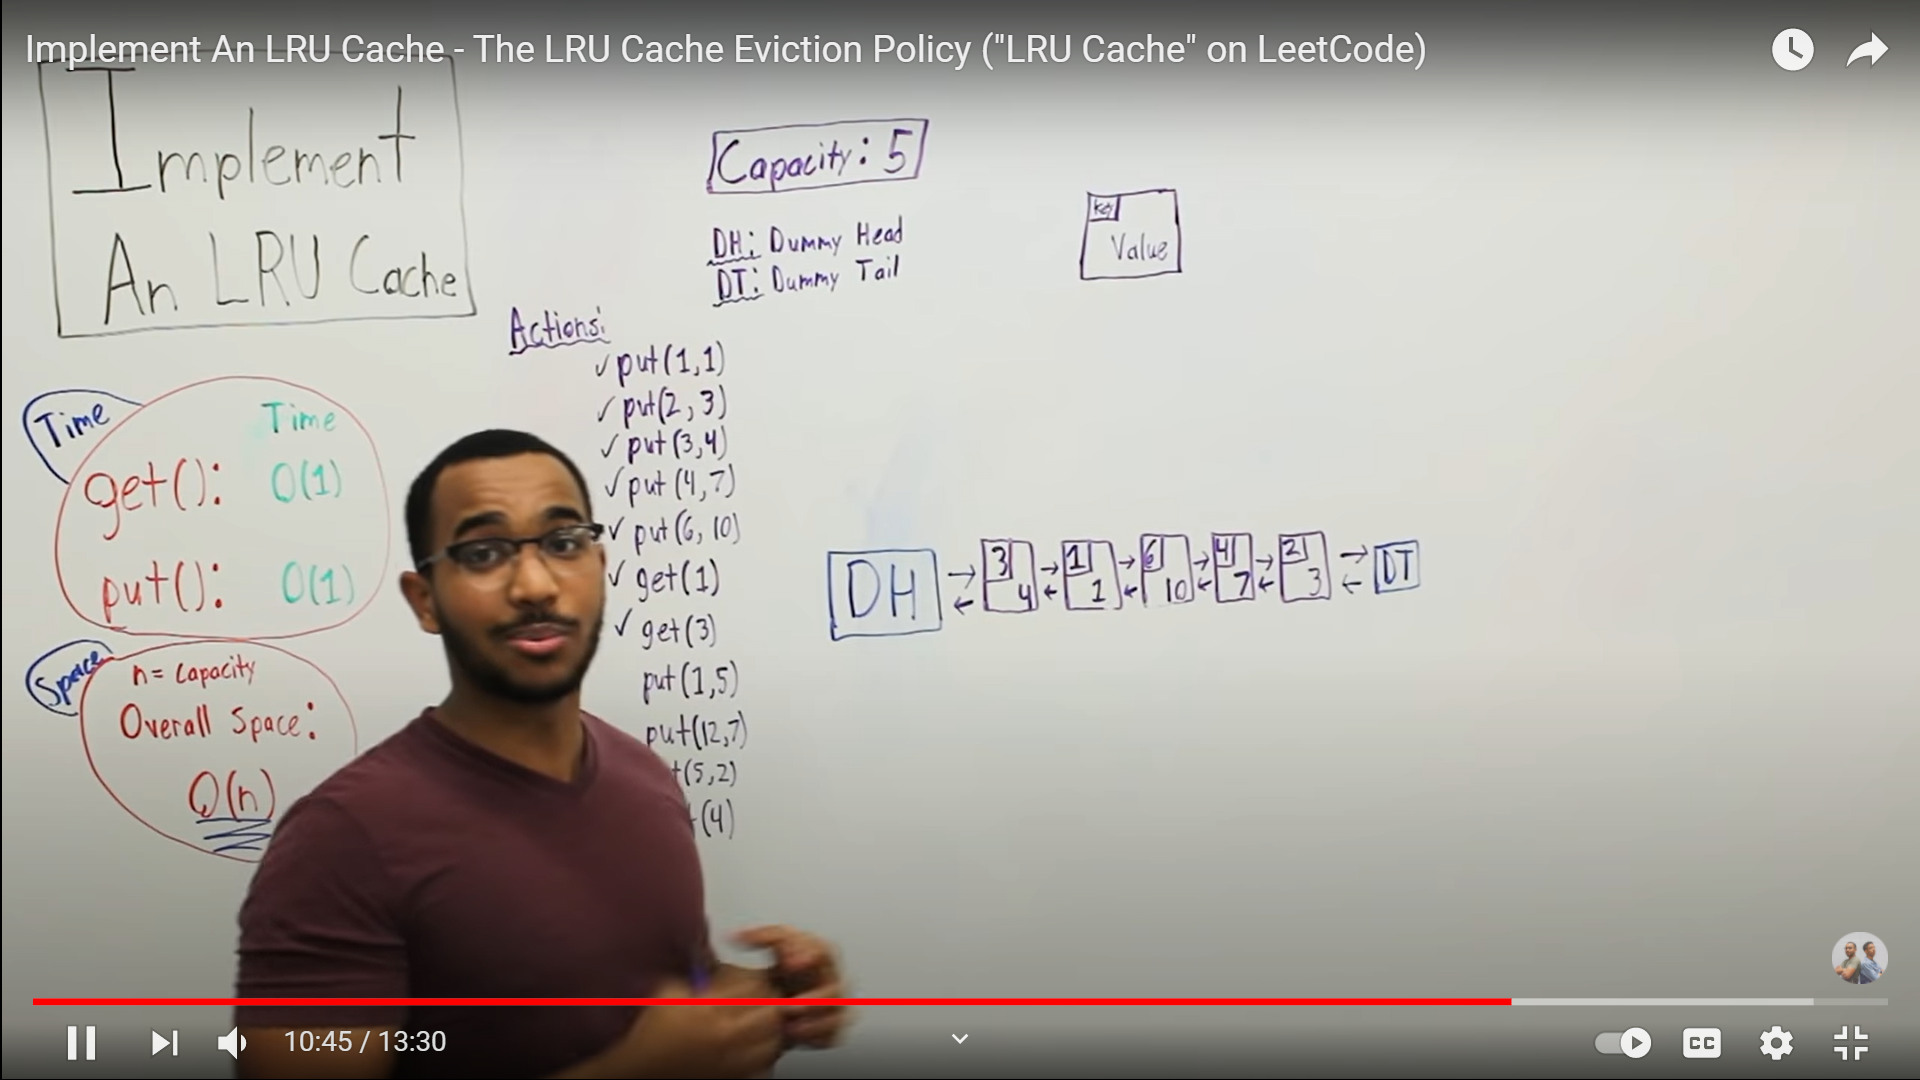 Implement An LRU Cache - The LRU Cache Eviction Policy ("LRU Cache" on LeetCode)
Implement
An LRU Cache
Capacity: 5
DH: Dummy Head
DT: Dummy Tail
Key
Value
Actions:
✓ put(1,1)
✓ put(2,3)
✓ put(3,4)
✓ put(4,7)
✓ put(6,10)
✓ get(1)
✓ get(3)
put(1,5)
put(12,7)
t(5,2)
(4)
Time
Time
get(): O(1)
put(): O(1)
Space
n = Capacity
Overall Space:
O(n)
DH → ← 3 4 → ← 1 1 → ← 6 10 → ← 4 7 → ← 2 3 → ← DT
10:45 / 13:30
CC